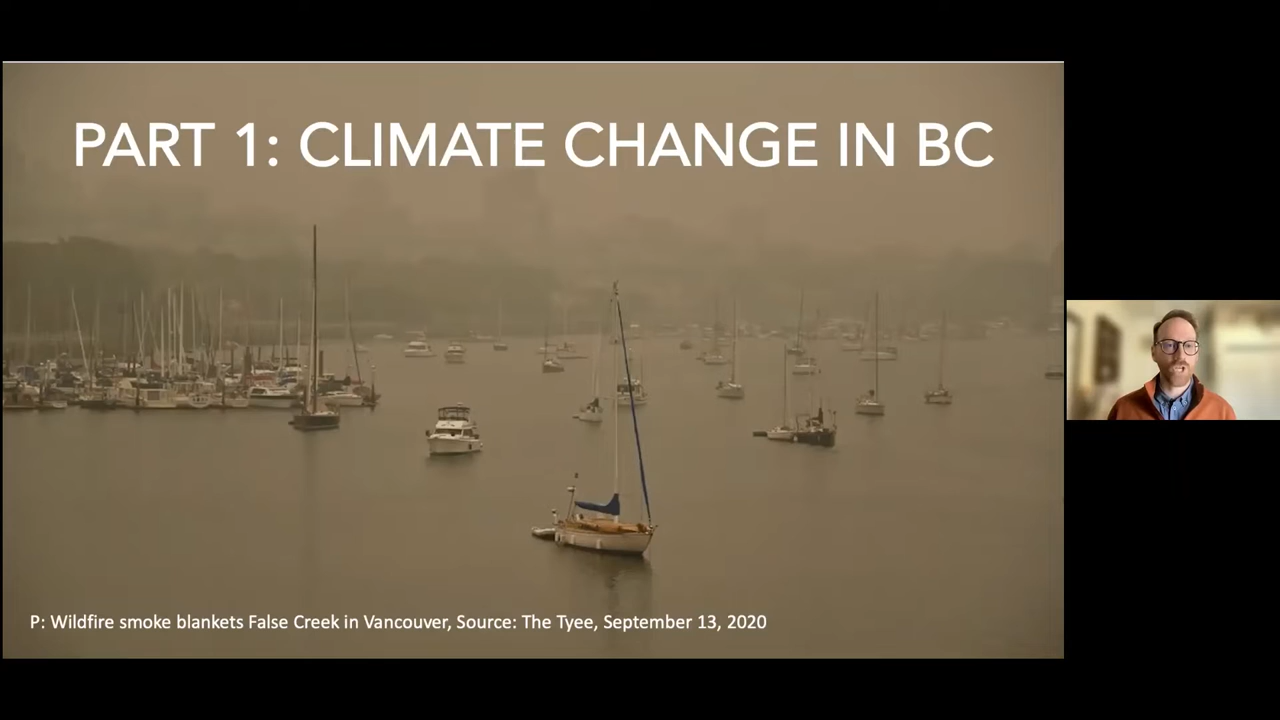 PART 1: CLIMATE CHANGE IN BC
P: Wildfire smoke blankets False Creek in Vancouver, Source: The Tyee, September 13, 2020